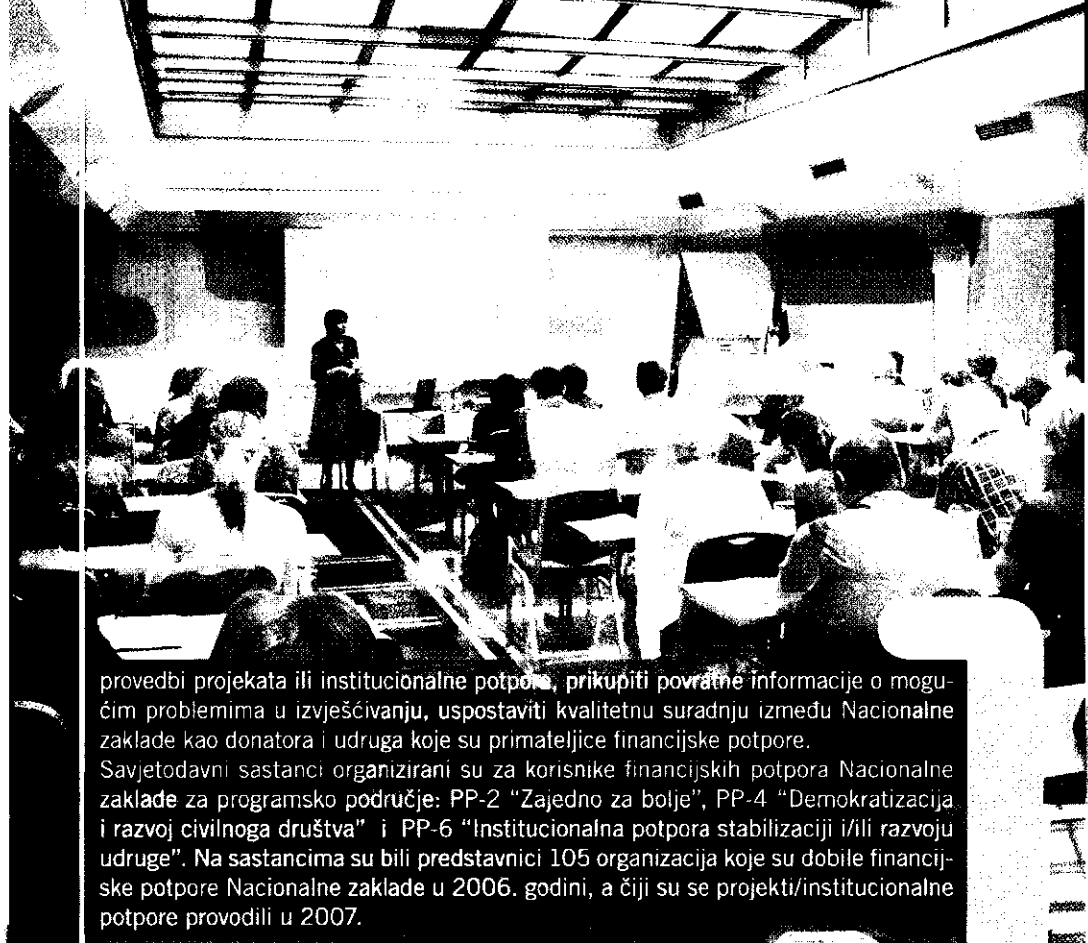 provedbi projekata ili institucionalne potpore, prikupiti povratne informacije o mogu-
ćim problemima u izvješćivanju, uspostaviti kvalitetnu suradnju između Nacionalne
zaklade kao donatora i udruga koje su primateljice financijske potpore.
Savjetodavni sastanci organizirani su za korisnike financijskih potpora Nacionalne
zaklade za programsko područje: PP-2 “Zajedno za bolje”, PP-4 “Demokratizacija
i razvoj civilnoga društva” i PP-6 “Institucionalna potpora stabilizaciji i/ili razvoju
udruge”. Na sastancima su bili predstavnici 105 organizacija koje su dobile financij-
ske potpore Nacionalne zaklade u 2006. godini, a čiji su se projekti/institucionalne
potpore provodili u 2007.